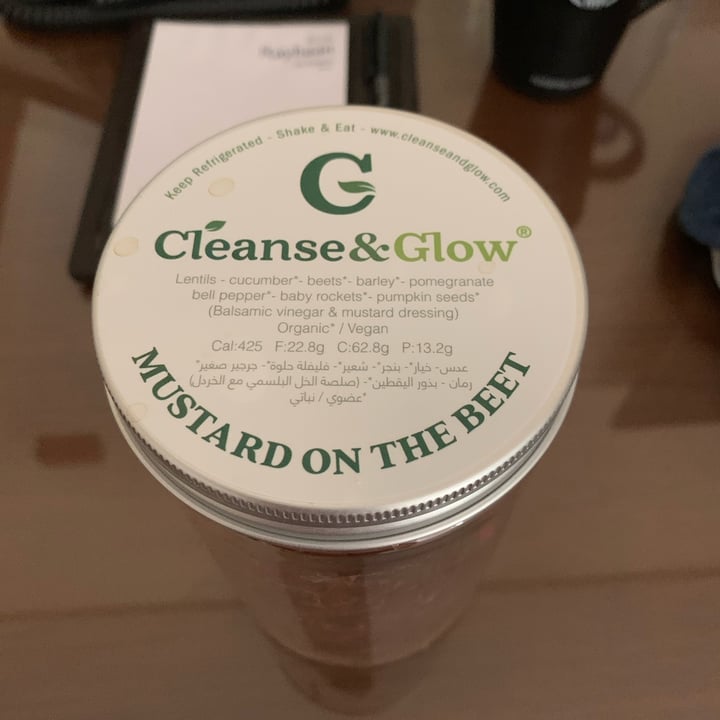 Keep Refrigerated - Shake & Eat - www.cleanseandglow.com
Cleanse&Glow®
Lentils - cucumber*- beets*- barley*- pomegranate
bell pepper*- baby rockets*- pumpkin seeds*
(Balsamic vinegar & mustard dressing)
Organic* / Vegan
Cal:425 F:22.8g C:62.8g P:13.2g
عدس - خيار*- بنجر*- شعير*- فليفلة حلوة*- جرجير صغير*
رمان - بذور اليقطين*- (صلصة الخل البلسمي مع الخردل)
*عضوي / نباتي
MUSTARD ON THE BEET